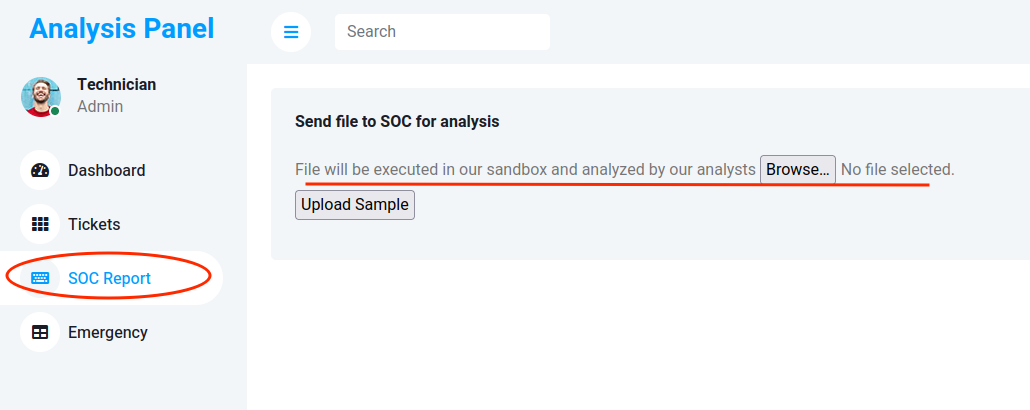 Analysis Panel
Search
Technician
Admin
Dashboard
Tickets
SOC Report
Emergency
Send file to SOC for analysis
File will be executed in our sandbox and analyzed by our analysts Browse... No file selected.
Upload Sample